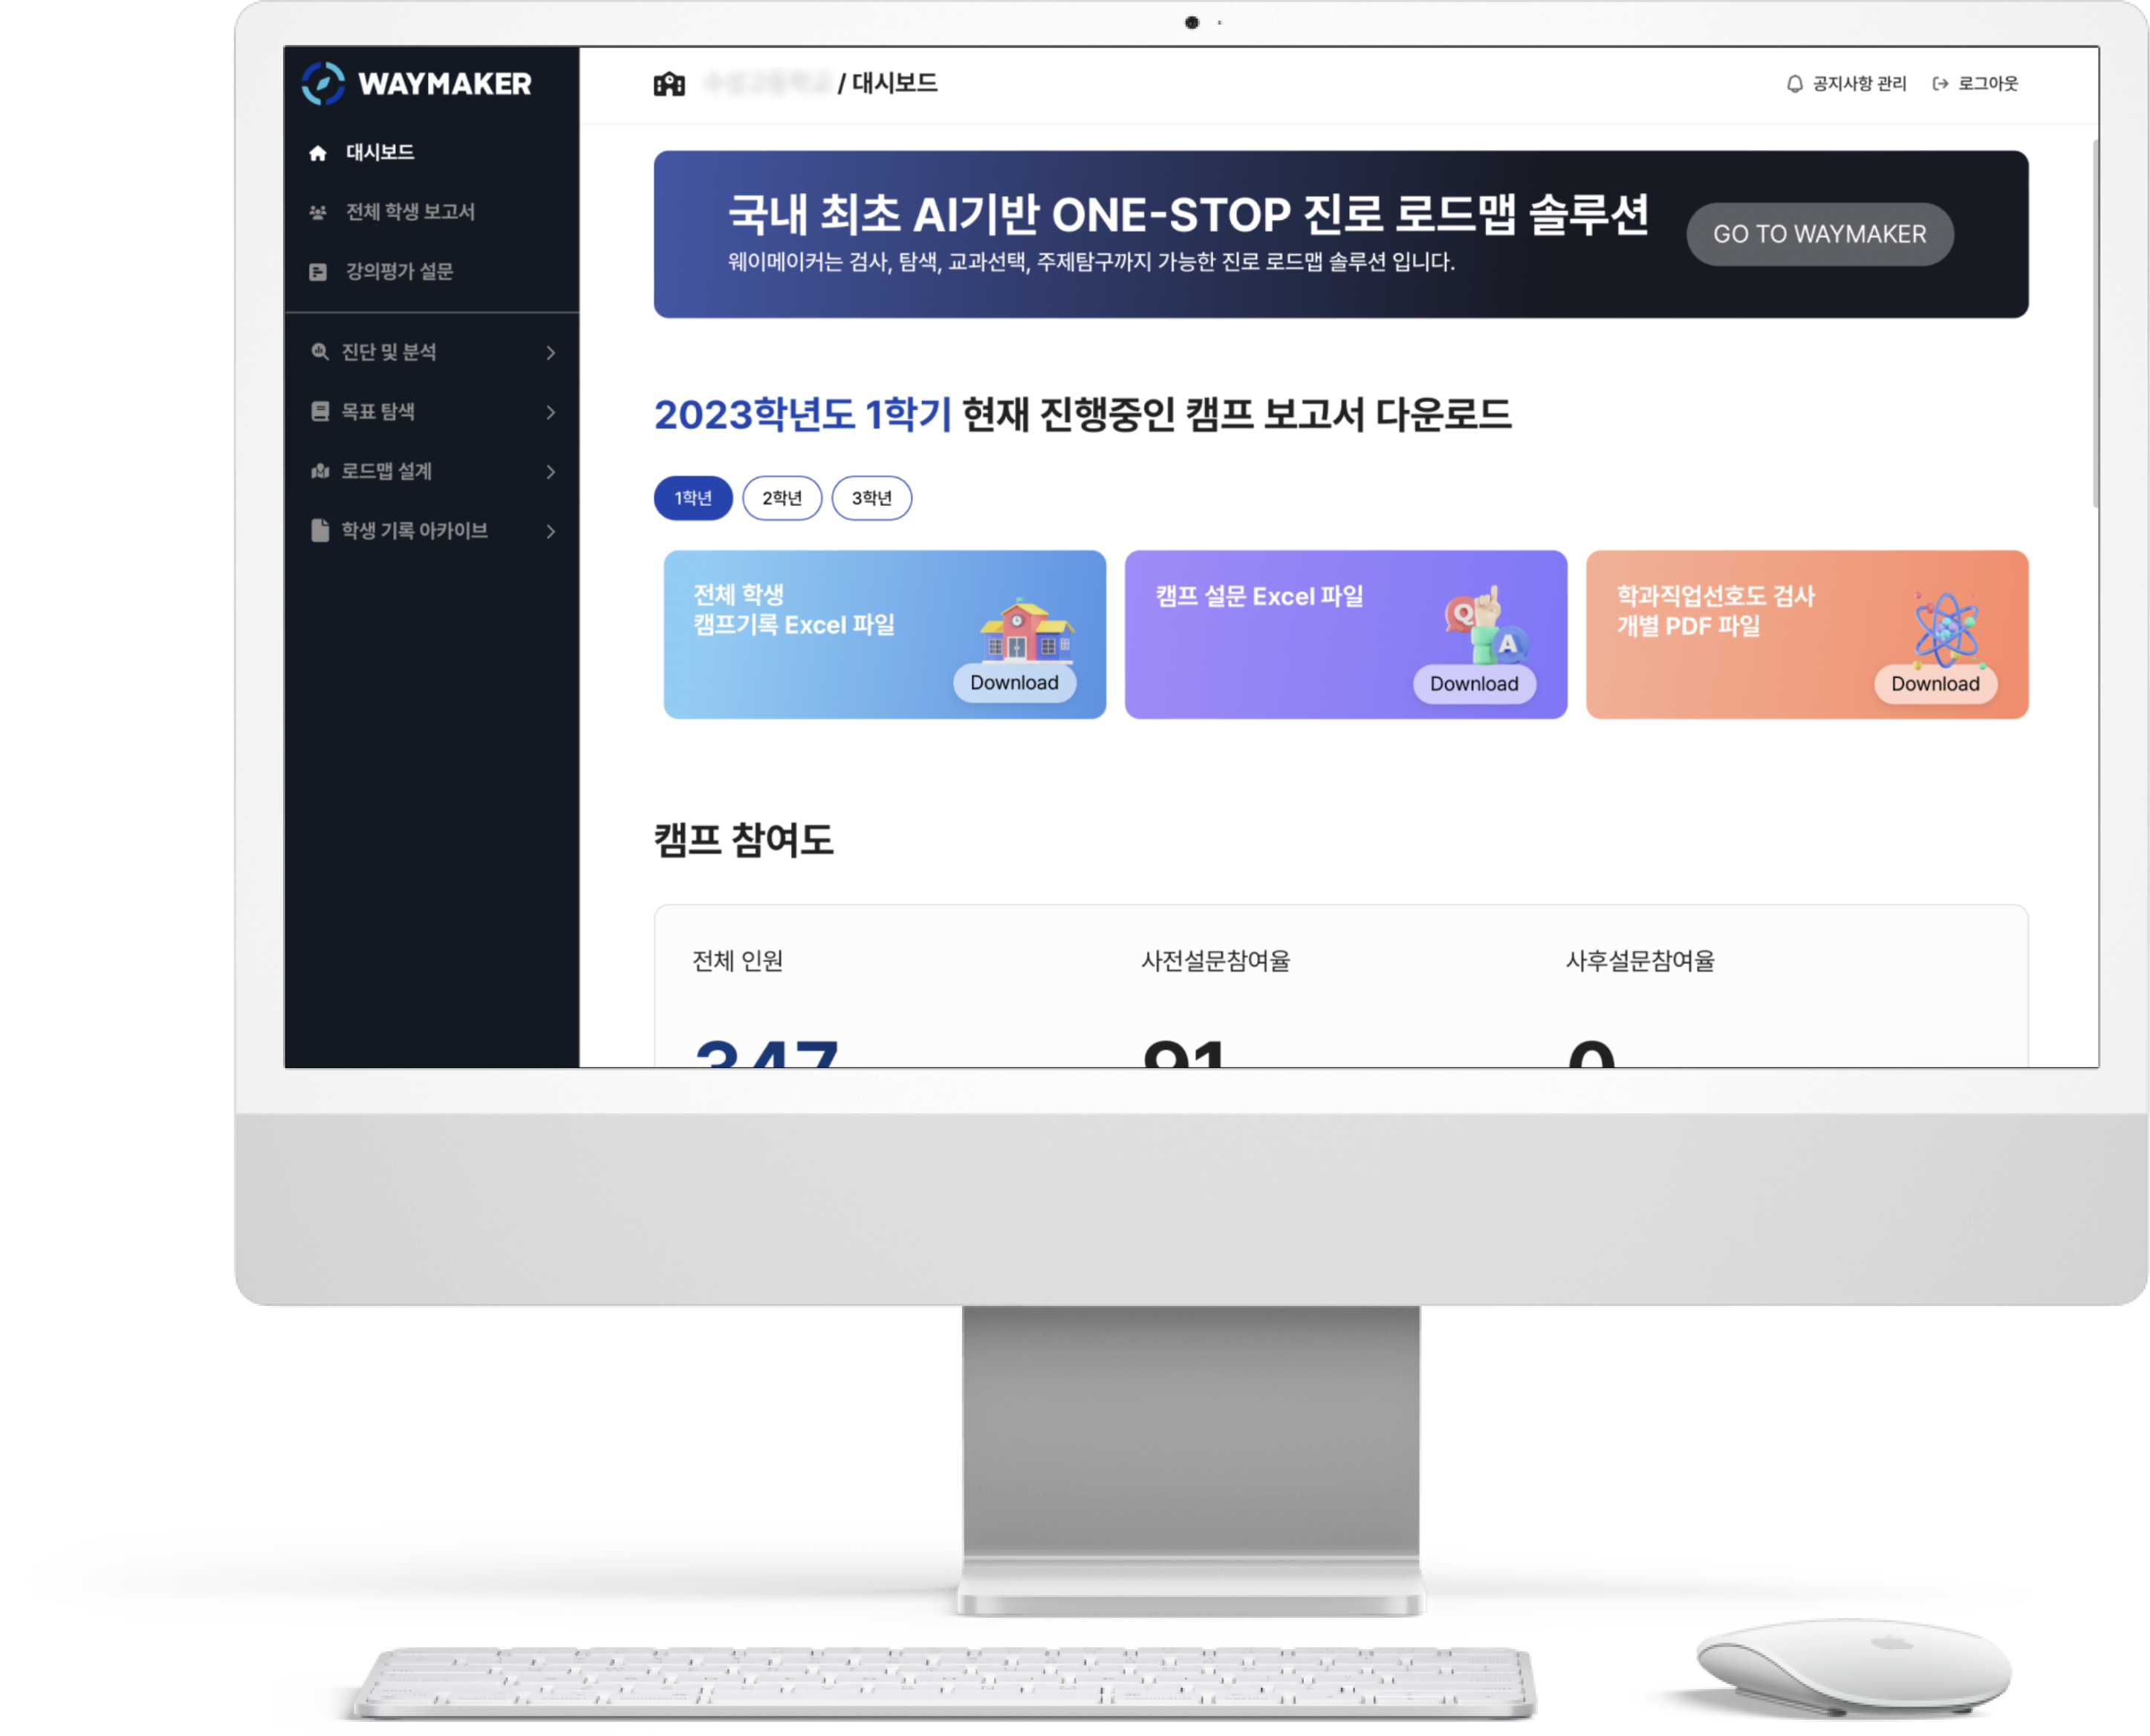 WAYMAKER
대시보드
전체 학생 보고서
강의평가 설문
진단 및 분석
목표 탐색
로드맵 설계
학생 기록 아카이브
/ 대시보드
공지사항 관리
로그아웃
국내 최초 AI기반 ONE-STOP 진로 로드맵 솔루션
웨이메이커는 검사, 탐색, 교과선택, 주제탐구까지 가능한 진로 로드맵 솔루션 입니다.
GO TO WAYMAKER
2023학년도 1학기 현재 진행중인 캠프 보고서 다운로드
1학년
2학년
3학년
전체 학생
캠프기록 Excel 파일
Download
캠프 설문 Excel 파일
Q
A
Download
학과직업선호도 검사
개별 PDF 파일
Download
캠프 참여도
전체 인원
사전설문참여율
사후설문참여율
347
91
0